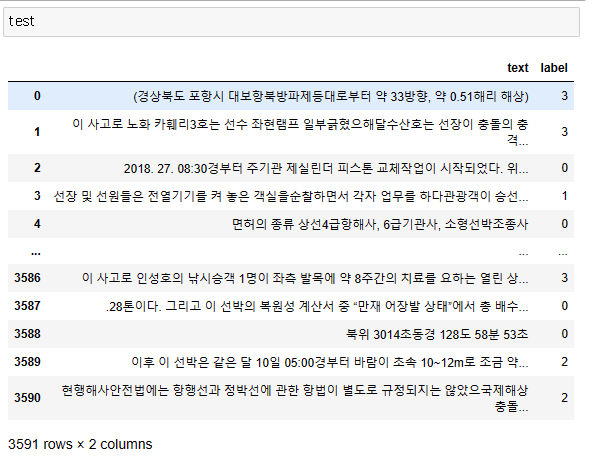 test
text label
0 (경상북도 포항시 대보항북방파제등대로부터 약 33방향, 약 0.51해리 해상) 3
1 이 사고로 노화 카훼리3호는 선수 좌현램프 일부긁혔으해달수산호는 선장이 충돌의 충 3
격...
2 2018. 27. 08:30경부터 주기관 제실린더 피스톤 교체작업이 시작되었다. 위... 0
3 선장 및 선원들은 전열기기를 켜 놓은 객실을순찰하면서 각자 업무를 하다관광객이 승선... 1
4 면허의 종류 상선4급항해사, 6급기관사, 소형선박조종사 0
... ... ...
3586 이 사고로 인성호의 낚시승객 1명이 좌측 발목에 약 8주간의 치료를 요하는 열린 상... 3
3587 .28톤이다. 그리고 이 선박의 복원성 계산서 중 “만재 어장발 상태”에서 총 배수... 0
3588 북위 3014초동경 128도 58분 53초 0
3589 이후 이 선박은 같은 달 10일 05:00경부터 바람이 초속 10~12m로 조금 약... 2
3590 현행해사안전법에는 항행선과 정박선에 관한 항법이 별도로 규정되지는 않았으국제해상 2
충돌...
3591 rows × 2 columns